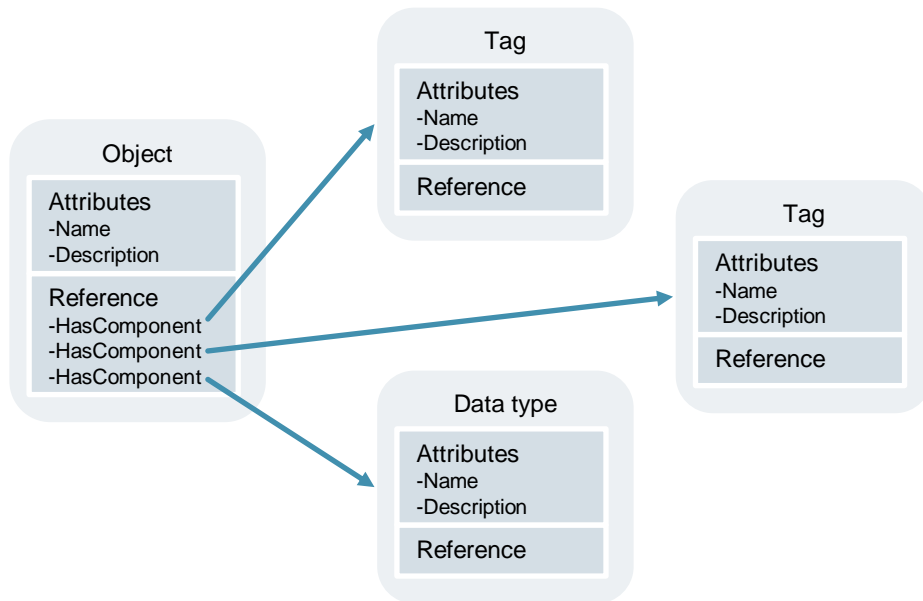 Object
Attributes
-Name
-Description
Reference
-HasComponent
-HasComponent
-HasComponent
Tag
Attributes
-Name
-Description
Reference
Tag
Attributes
-Name
-Description
Reference
Data type
Attributes
-Name
-Description
Reference